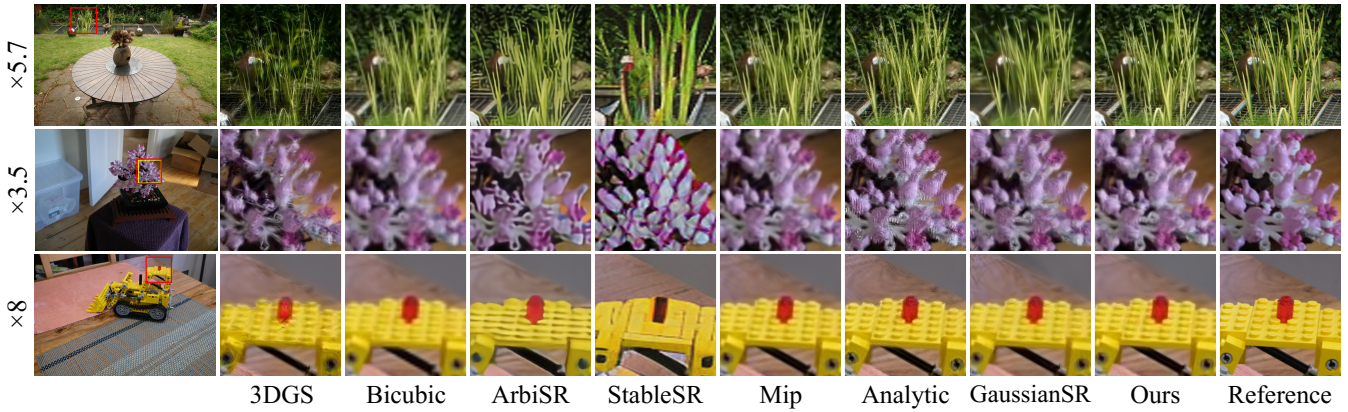 ×5.7
×3.5
×8
3DGS Bicubic ArbiSR StableSR Mip Analytic GaussianSR Ours Reference